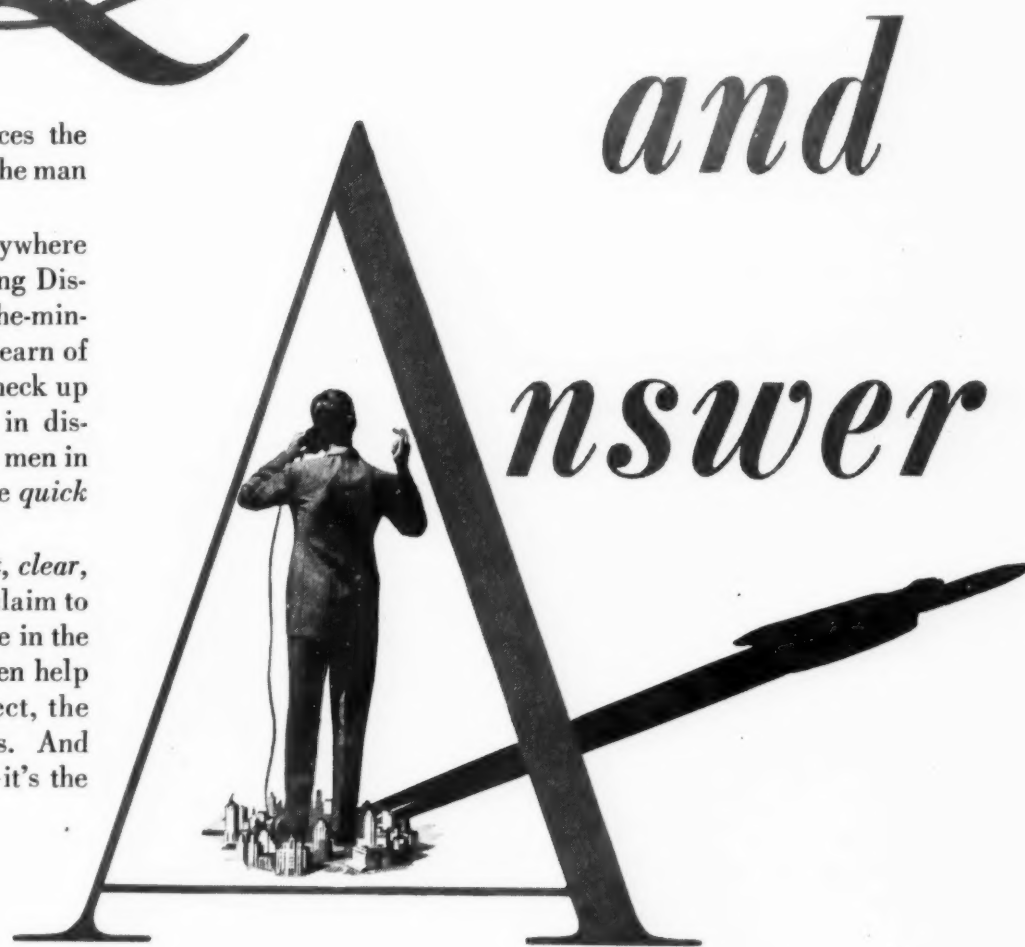 Q
and
Answer
ces the
he man
ywhere
ng Dis-
he-min-
earn of
heck up
in dis-
men in
e quick
, clear,
laim to
e in the
en help
ect, the
s. And
it's the